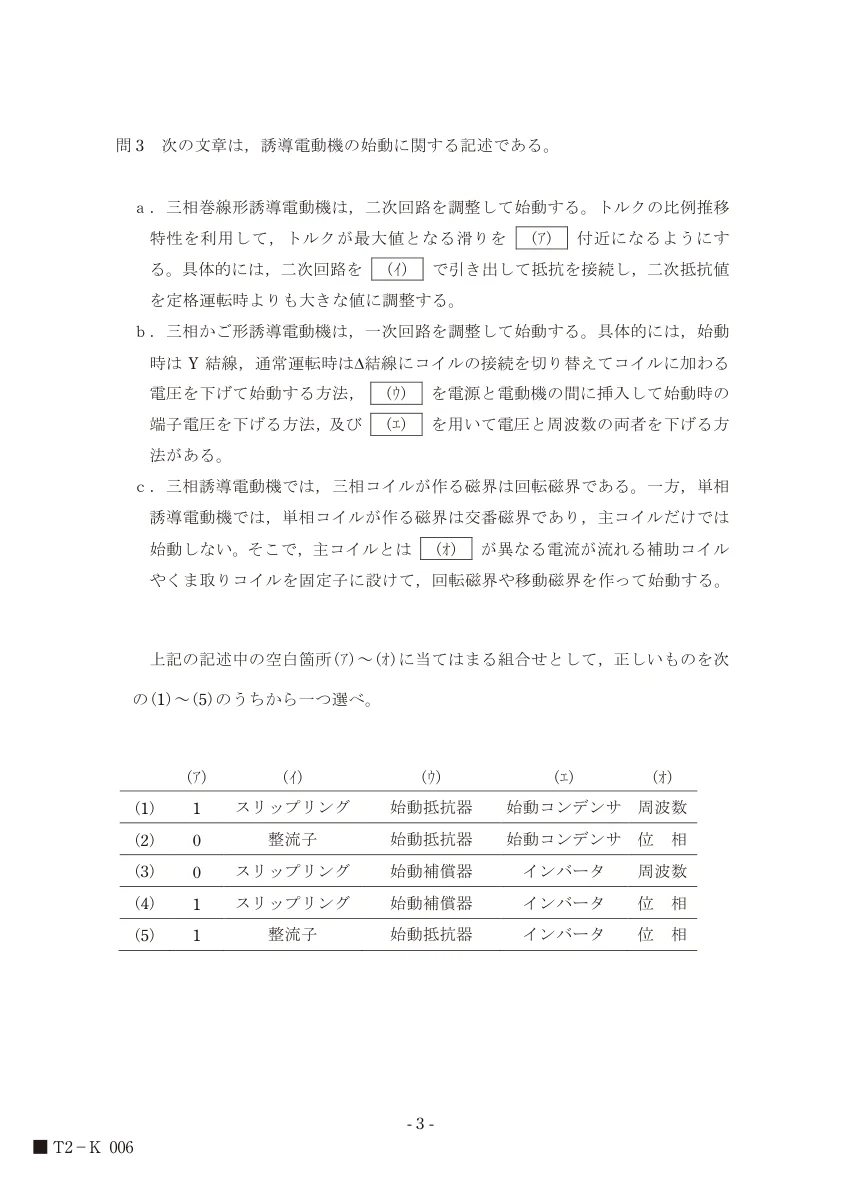 問3　次の文章は，誘導電動機の始動に関する記述である。
a．三相巻線形誘導電動機は，二次回路を調整して始動する。トルクの比例推移
特性を利用して，トルクが最大値となる滑りを (ｱ) 付近になるようにす
る。具体的には，二次回路を (ｲ) で引き出して抵抗を接続し，二次抵抗値
を定格運転時よりも大きな値に調整する。
b．三相かご形誘導電動機は，一次回路を調整して始動する。具体的には，始動
時は Y 結線，通常運転時はΔ結線にコイルの接続を切り替えてコイルに加わる
電圧を下げて始動する方法， (ｳ) を電源と電動機の間に挿入して始動時の
端子電圧を下げる方法，及び (ｴ) を用いて電圧と周波数の両者を下げる方
法がある。
c．三相誘導電動機では，三相コイルが作る磁界は回転磁界である。一方，単相
誘導電動機では，単相コイルが作る磁界は交番磁界であり，主コイルだけでは
始動しない。そこで，主コイルとは (ｵ) が異なる電流が流れる補助コイル
やくま取りコイルを固定子に設けて，回転磁界や移動磁界を作って始動する。
上記の記述中の空白箇所(ｱ)～(ｵ)に当てはまる組合せとして，正しいものを次
の(1)～(5)のうちから一つ選べ。
(ｱ) (ｲ) (ｳ) (ｴ) (ｵ)
(1) 1 スリップリング 始動抵抗器 始動コンデンサ 周波数
(2) 0 整流子 始動抵抗器 始動コンデンサ 位　相
(3) 0 スリップリング 始動補償器 インバータ 周波数
(4) 1 スリップリング 始動補償器 インバータ 位　相
(5) 1 整流子 始動抵抗器 インバータ 位　相
- 3 -
■ T2－K 006